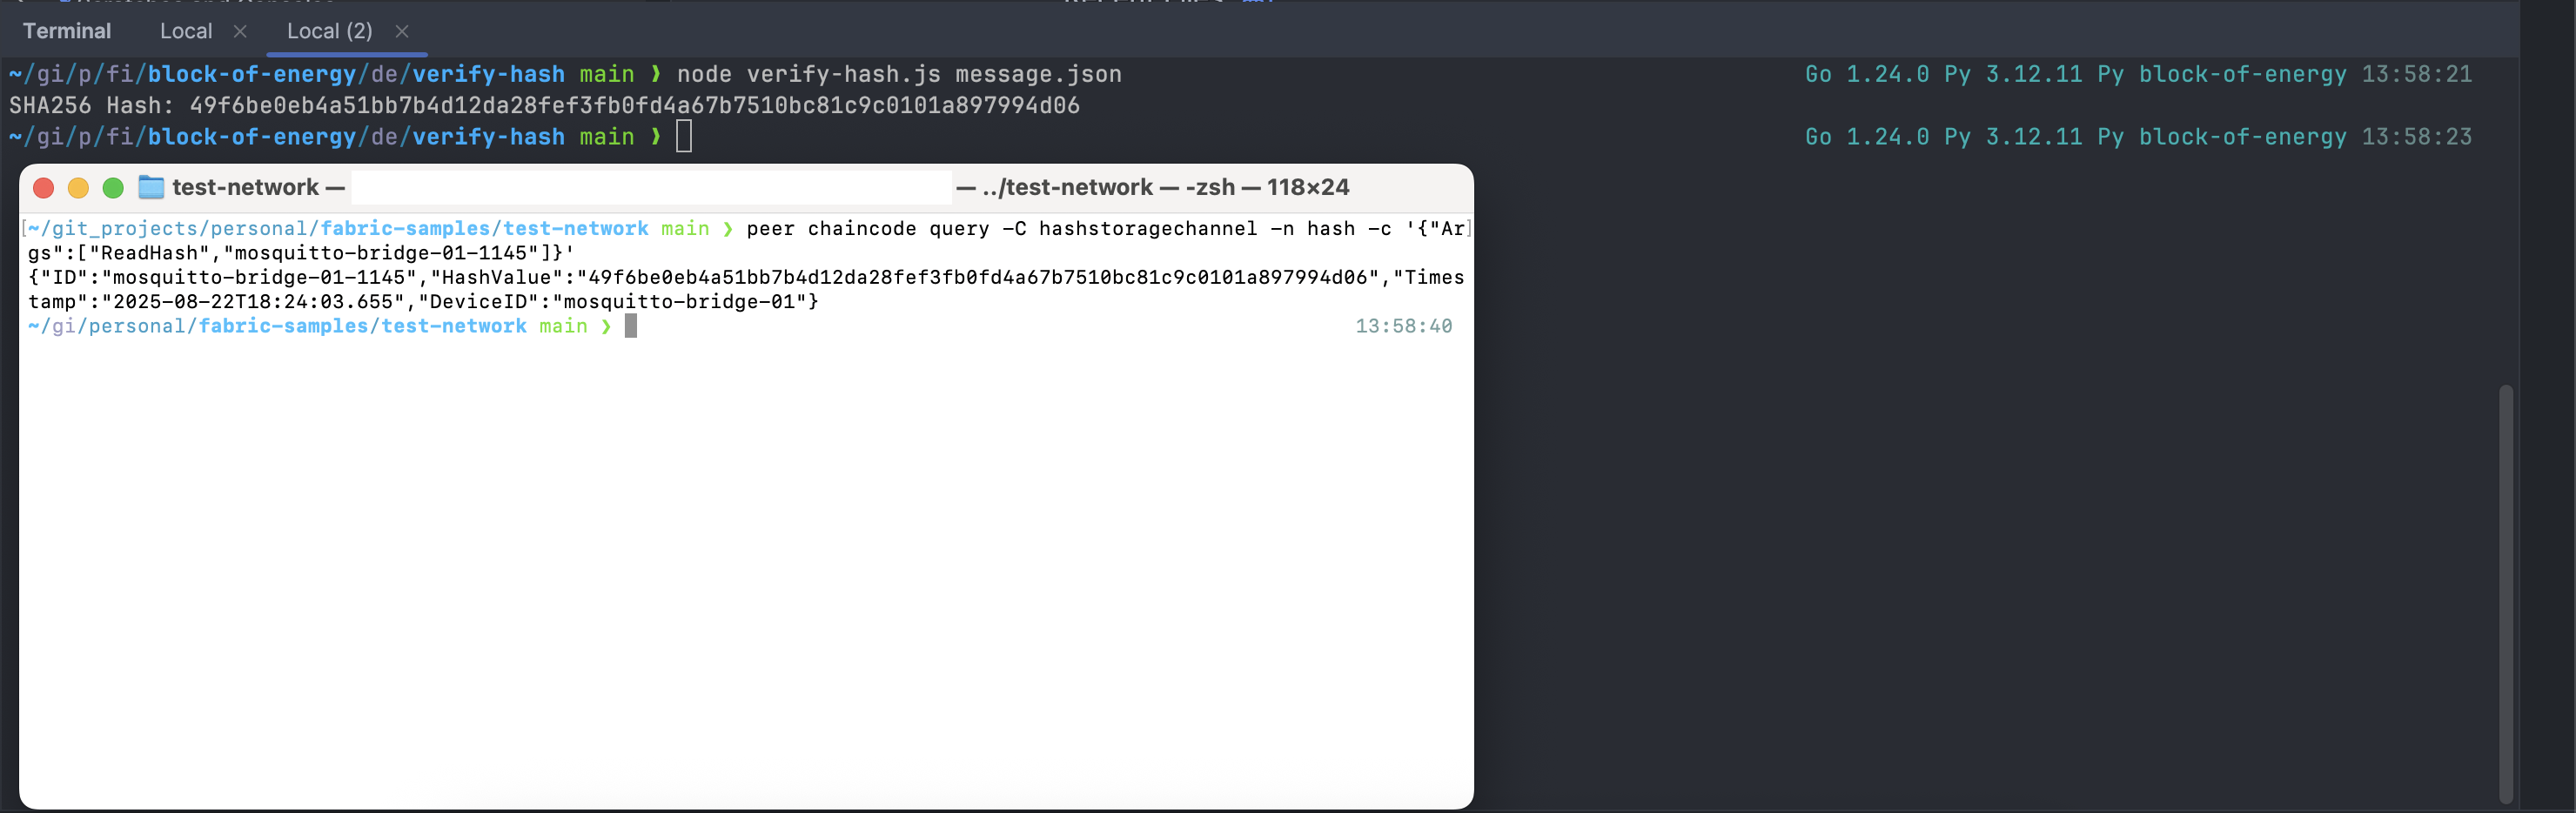 Terminal Local × Local (2) ×
~/gi/p/fi/block-of-energy/de/verify-hash main ❯ node verify-hash.js message.json Go 1.24.0 Py 3.12.11 Py block-of-energy 13:58:21
SHA256 Hash: 49f6be0eb4a51bb7b4d12da28fef3fb0fd4a67b7510bc81c9c0101a897994d06
~/gi/p/fi/block-of-energy/de/verify-hash main ❯ Go 1.24.0 Py 3.12.11 Py block-of-energy 13:58:23
test-network — — ../test-network — -zsh — 118×24
[~/git_projects/personal/fabric-samples/test-network main ❯ peer chaincode query -C hashstoragechannel -n hash -c '{"Ar]
gs":["ReadHash","mosquitto-bridge-01-1145"]}'
{"ID":"mosquitto-bridge-01-1145","HashValue":"49f6be0eb4a51bb7b4d12da28fef3fb0fd4a67b7510bc81c9c0101a897994d06","Times
tamp":"2025-08-22T18:24:03.655","DeviceID":"mosquitto-bridge-01"}
~/gi/personal/fabric-samples/test-network main ❯ 13:58:40